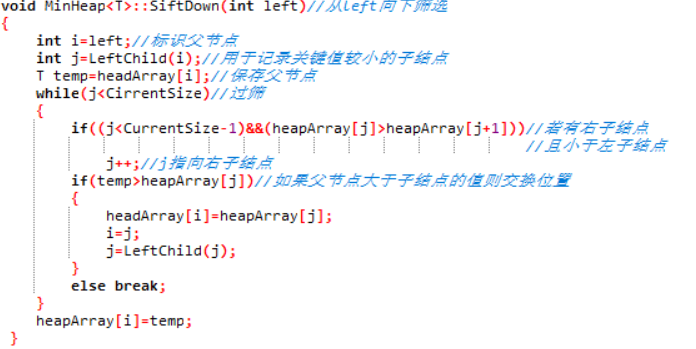 void MinHeap<T>::SiftDown(int left)//从left向下筛选
{
    int i=left;//标识父节点
    int j=LeftChild(i);//用于记录关键值较小的子结点
    T temp=headArray[i];//保存父节点
    while(j<CirrentSize)//过筛
    {
        if((j<CurrentSize-1)&&(heapArray[j]>heapArray[j+1]))//若有右子结点
                                                            //且小于左子结点
            j++;//j指向右子结点
        if(temp>heapArray[j])//如果父节点大于子结点的值则交换位置
        {
            headArray[i]=heapArray[j];
            i=j;
            j=LeftChild(j);
        }
        else break;
    }
    heapArray[i]=temp;
}